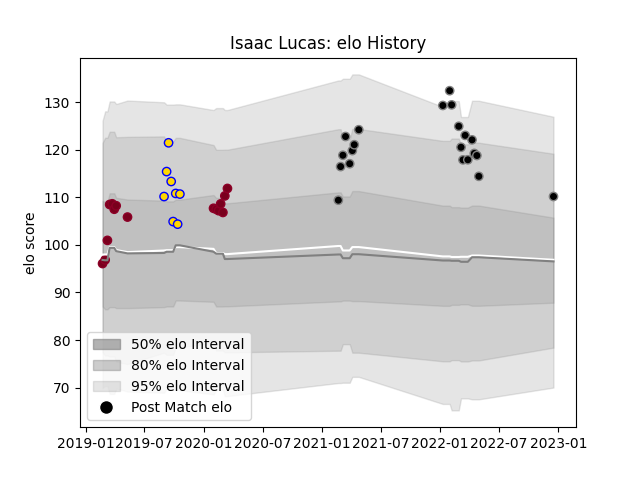 Isaac Lucas: elo History
elo score
130
120
110
100
90
80
70
50% elo Interval
80% elo Interval
95% elo Interval
Post Match elo
2019-01 2019-07 2020-01 2020-07 2021-01 2021-07 2022-01 2022-07 2023-01